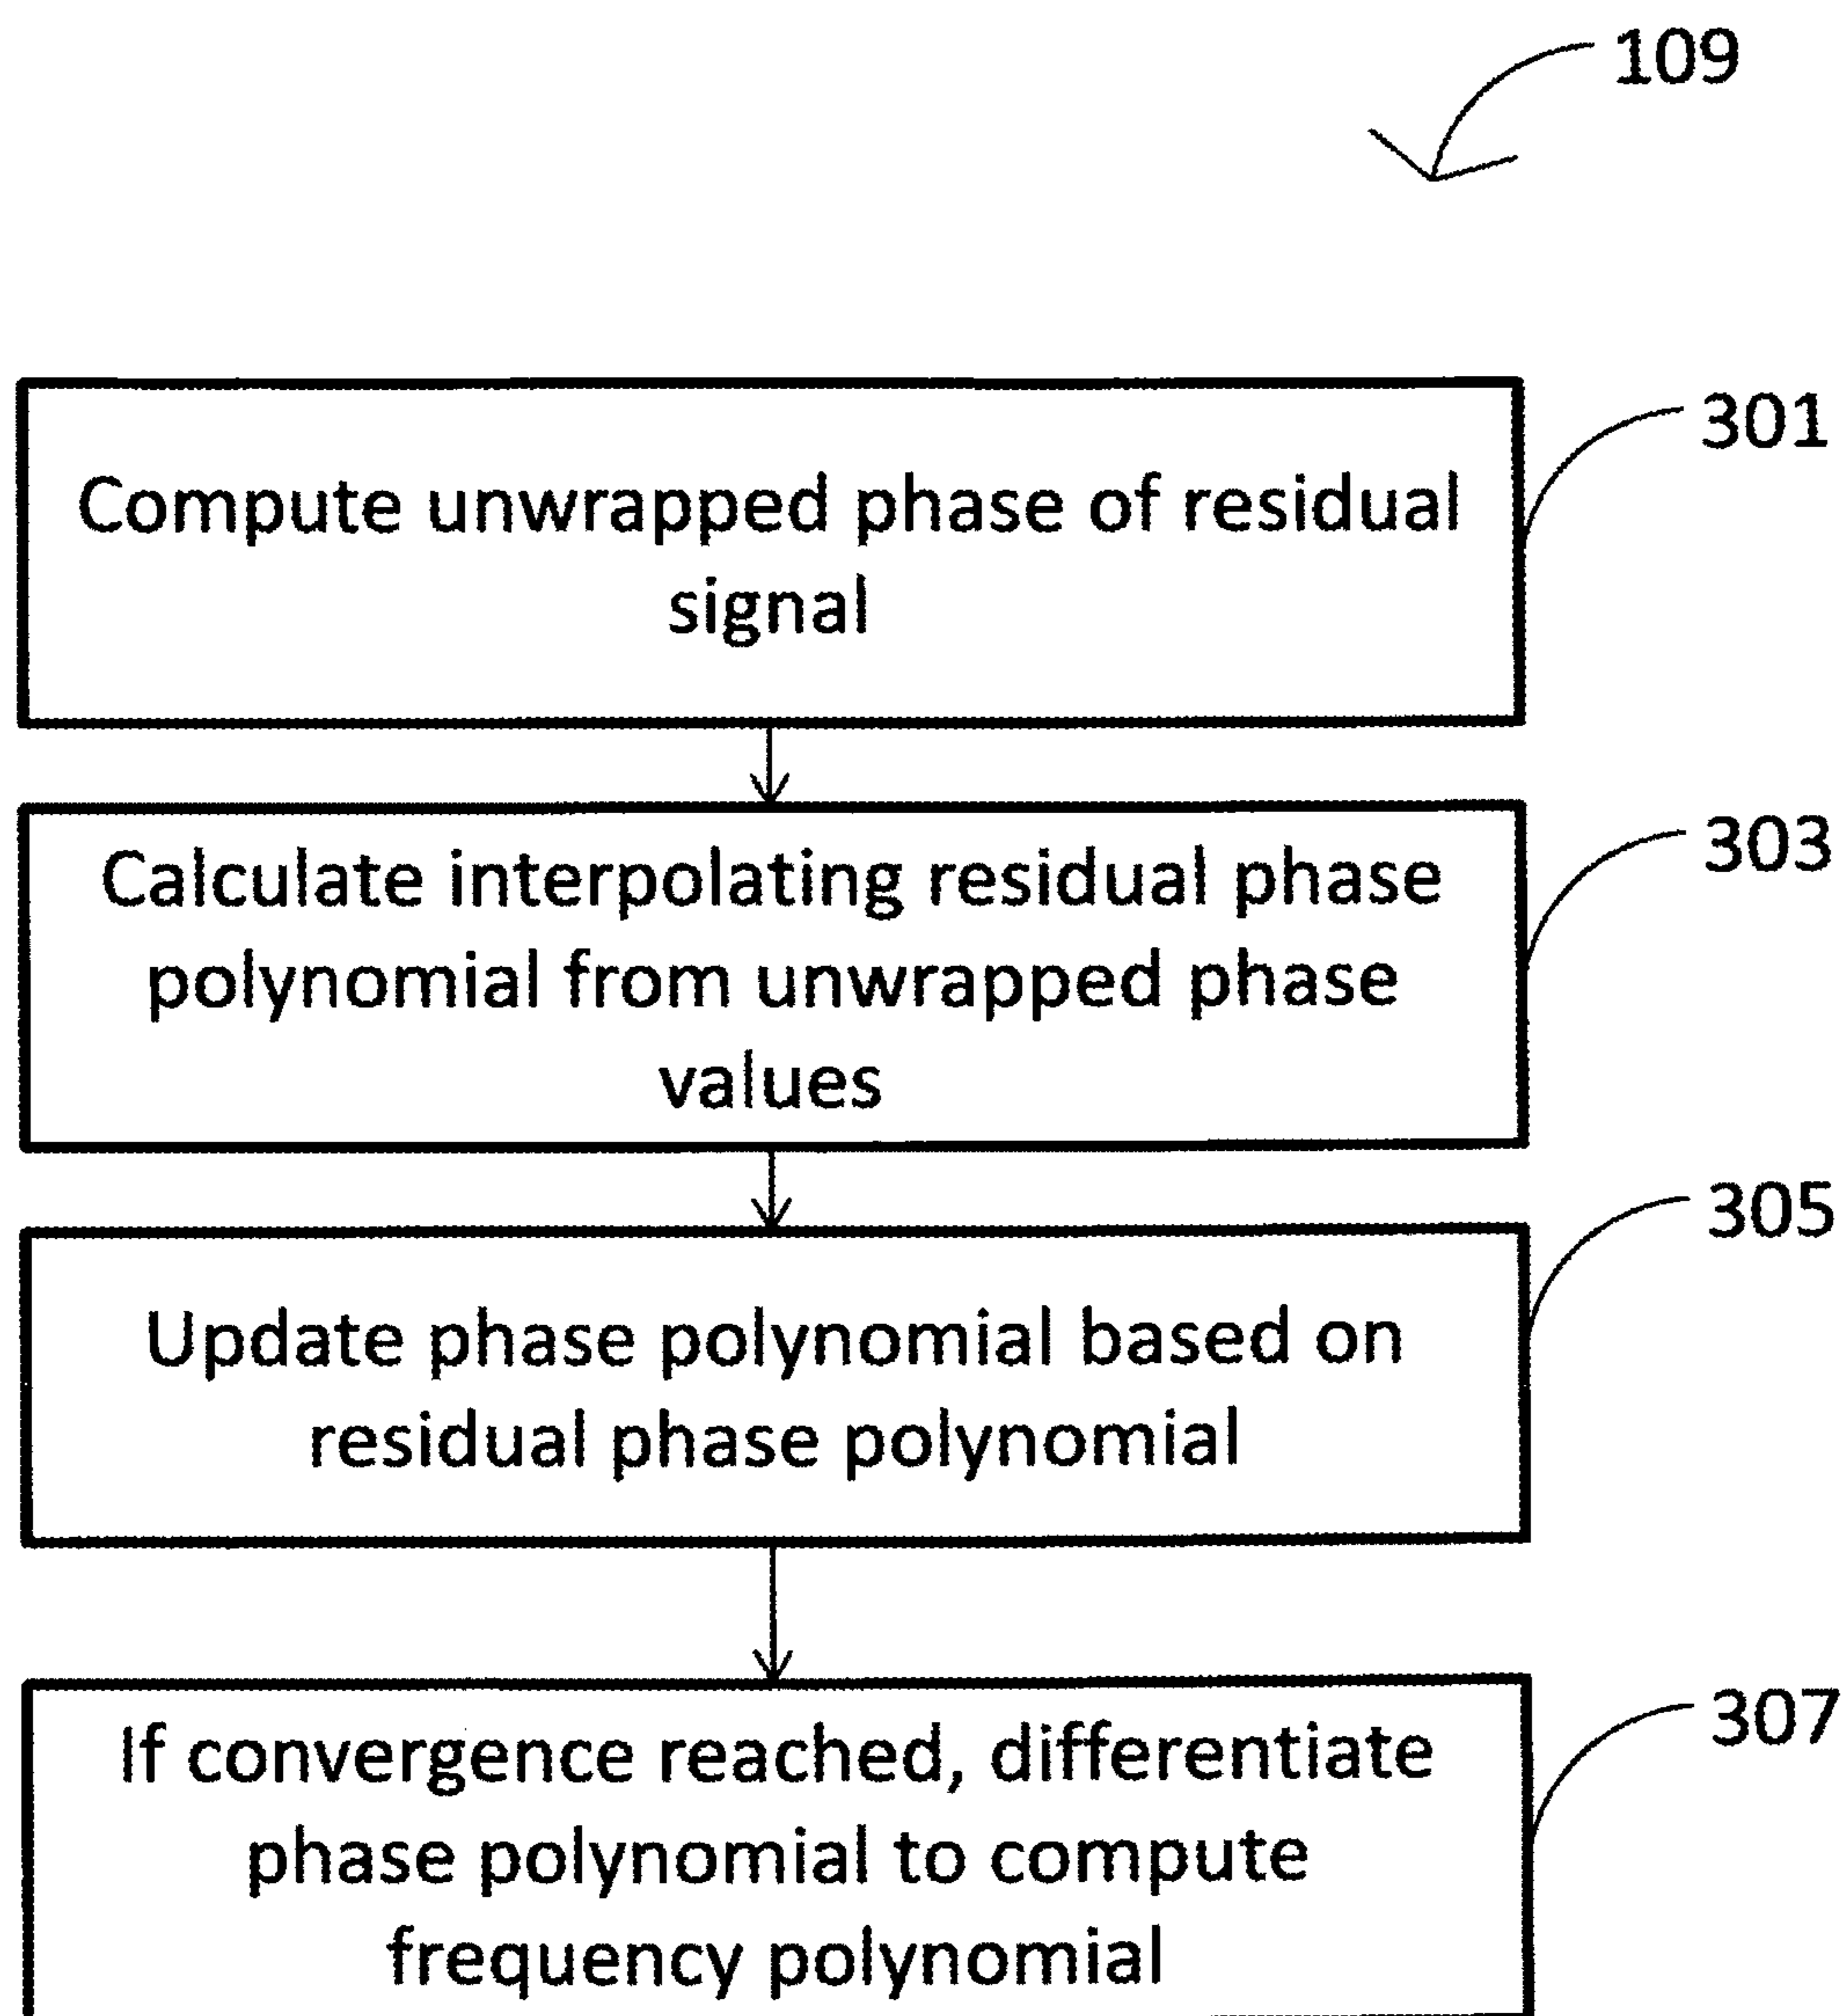 109
301
Compute unwrapped phase of residual
signal
303
Calculate interpolating residual phase
polynomial from unwrapped phase
values
305
Update phase polynomial based on
residual phase polynomial
307
If convergence reached, differentiate
phase polynomial to compute
frequency polynomial